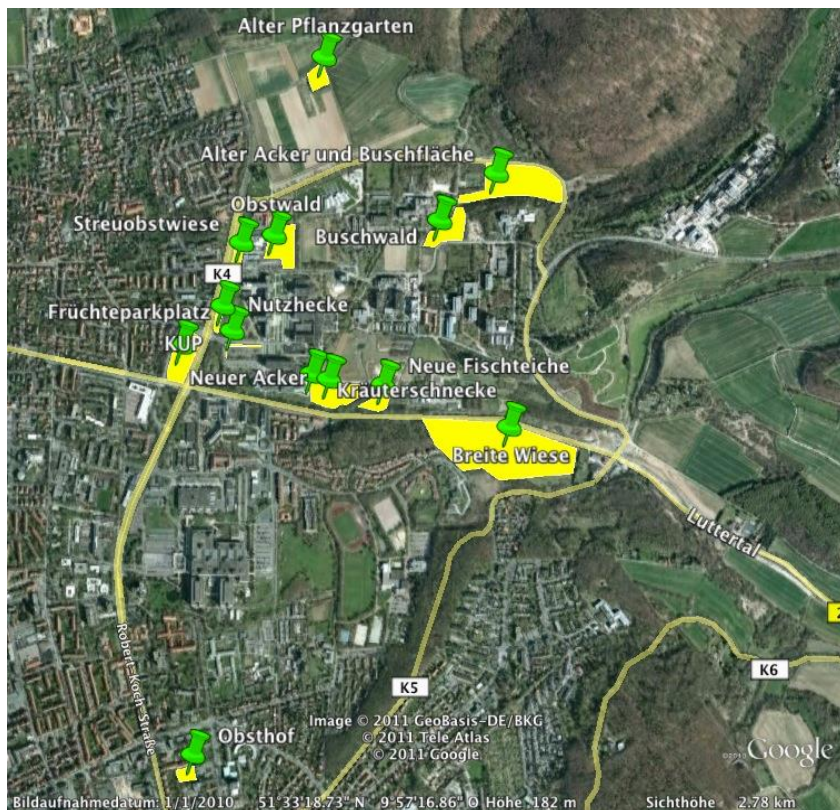 Alter Pflanzgarten
Alter Acker und Buschfläche
Obstwald
Streuobstwiese
Buschwald
K4
Früchteparkplatz
Nutzhecke
KUP
Neue Fischteiche
Neuer Acker
Kräuterschnecke
Breite Wiese
Luttertal
2
Robert-Koch-Straße
K6
K5
Obsthof
Image © 2011 GeoBasis-DE/BKG
© 2011 Tele Atlas
© 2011 Google
©2010 Google
Bildaufnahmedatum: 1/1/2010 51°33'18.73" N 9°57'16.86" O Höhe 182 m Sichthöhe 2.78 km